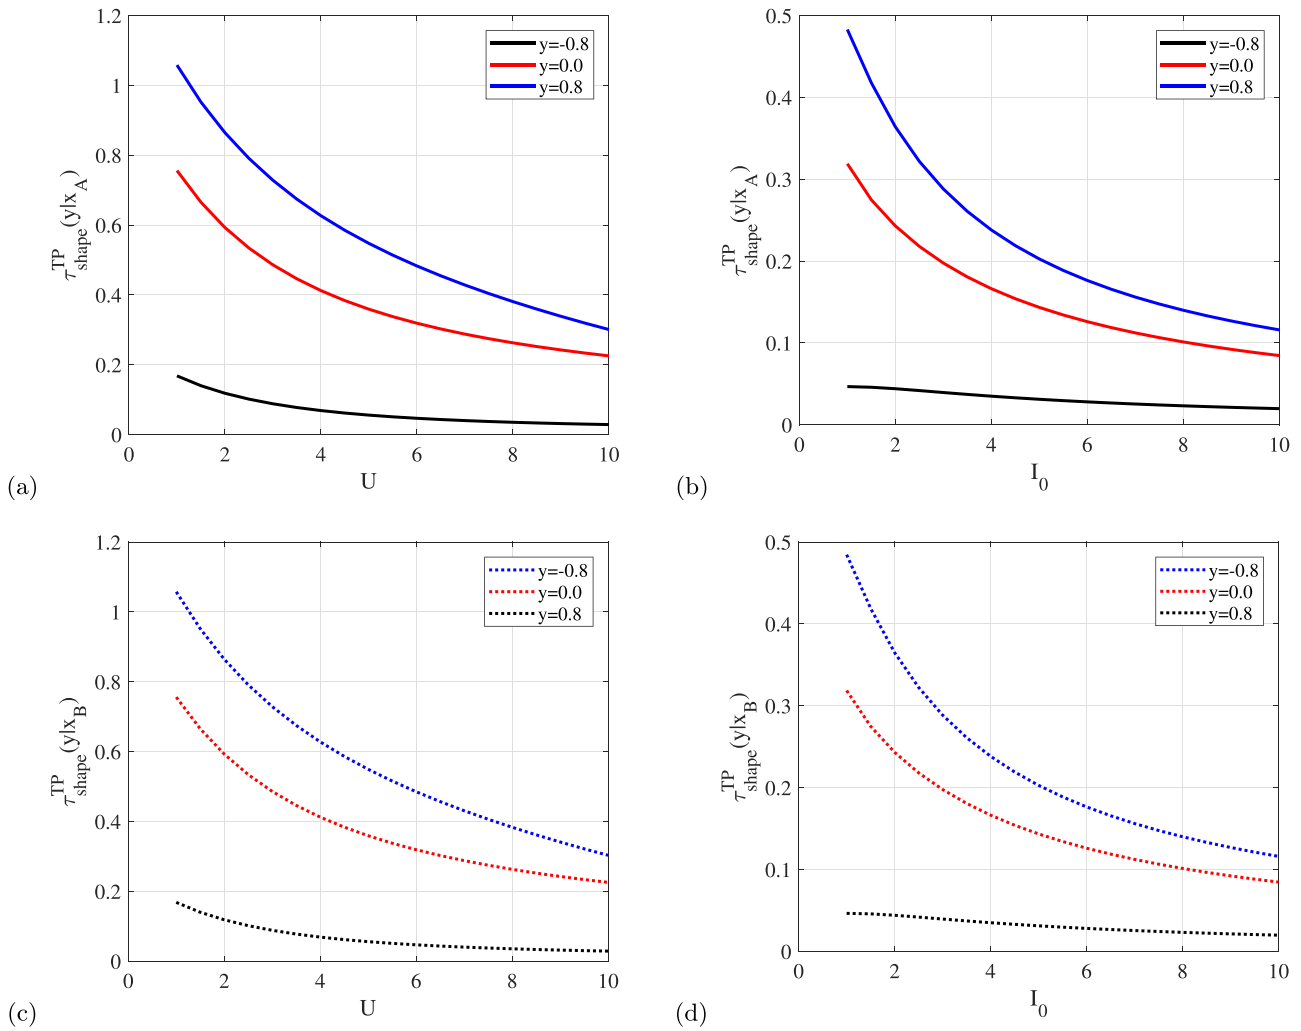 1.2
1
0.8
0.6
0.4
0.2
0
0 2 4 6 8 10
U
τ^TP_shape(y|x_A)
y=-0.8
y=0.0
y=0.8
(a)
0.5
0.4
0.3
0.2
0.1
0
0 2 4 6 8 10
I_0
τ^TP_shape(y|x_A)
y=-0.8
y=0.0
y=0.8
(b)
1.2
1
0.8
0.6
0.4
0.2
0
0 2 4 6 8 10
U
τ^TP_shape(y|x_B)
y=-0.8
y=0.0
y=0.8
(c)
0.5
0.4
0.3
0.2
0.1
0
0 2 4 6 8 10
I_0
τ^TP_shape(y|x_B)
y=-0.8
y=0.0
y=0.8
(d)